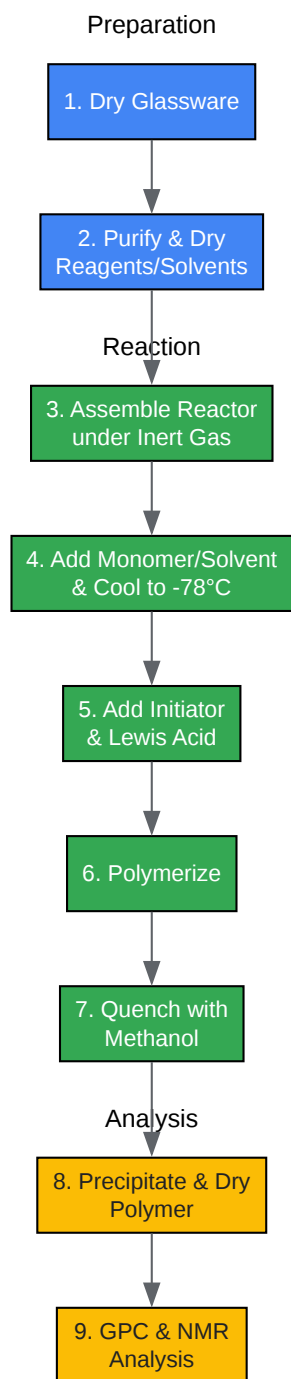 Preparation
1. Dry Glassware
2. Purify & Dry
Reagents/Solvents
Reaction
3. Assemble Reactor
under Inert Gas
4. Add Monomer/Solvent
& Cool to -78°C
5. Add Initiator
& Lewis Acid
6. Polymerize
7. Quench with
Methanol
Analysis
8. Precipitate & Dry
Polymer
9. GPC & NMR
Analysis